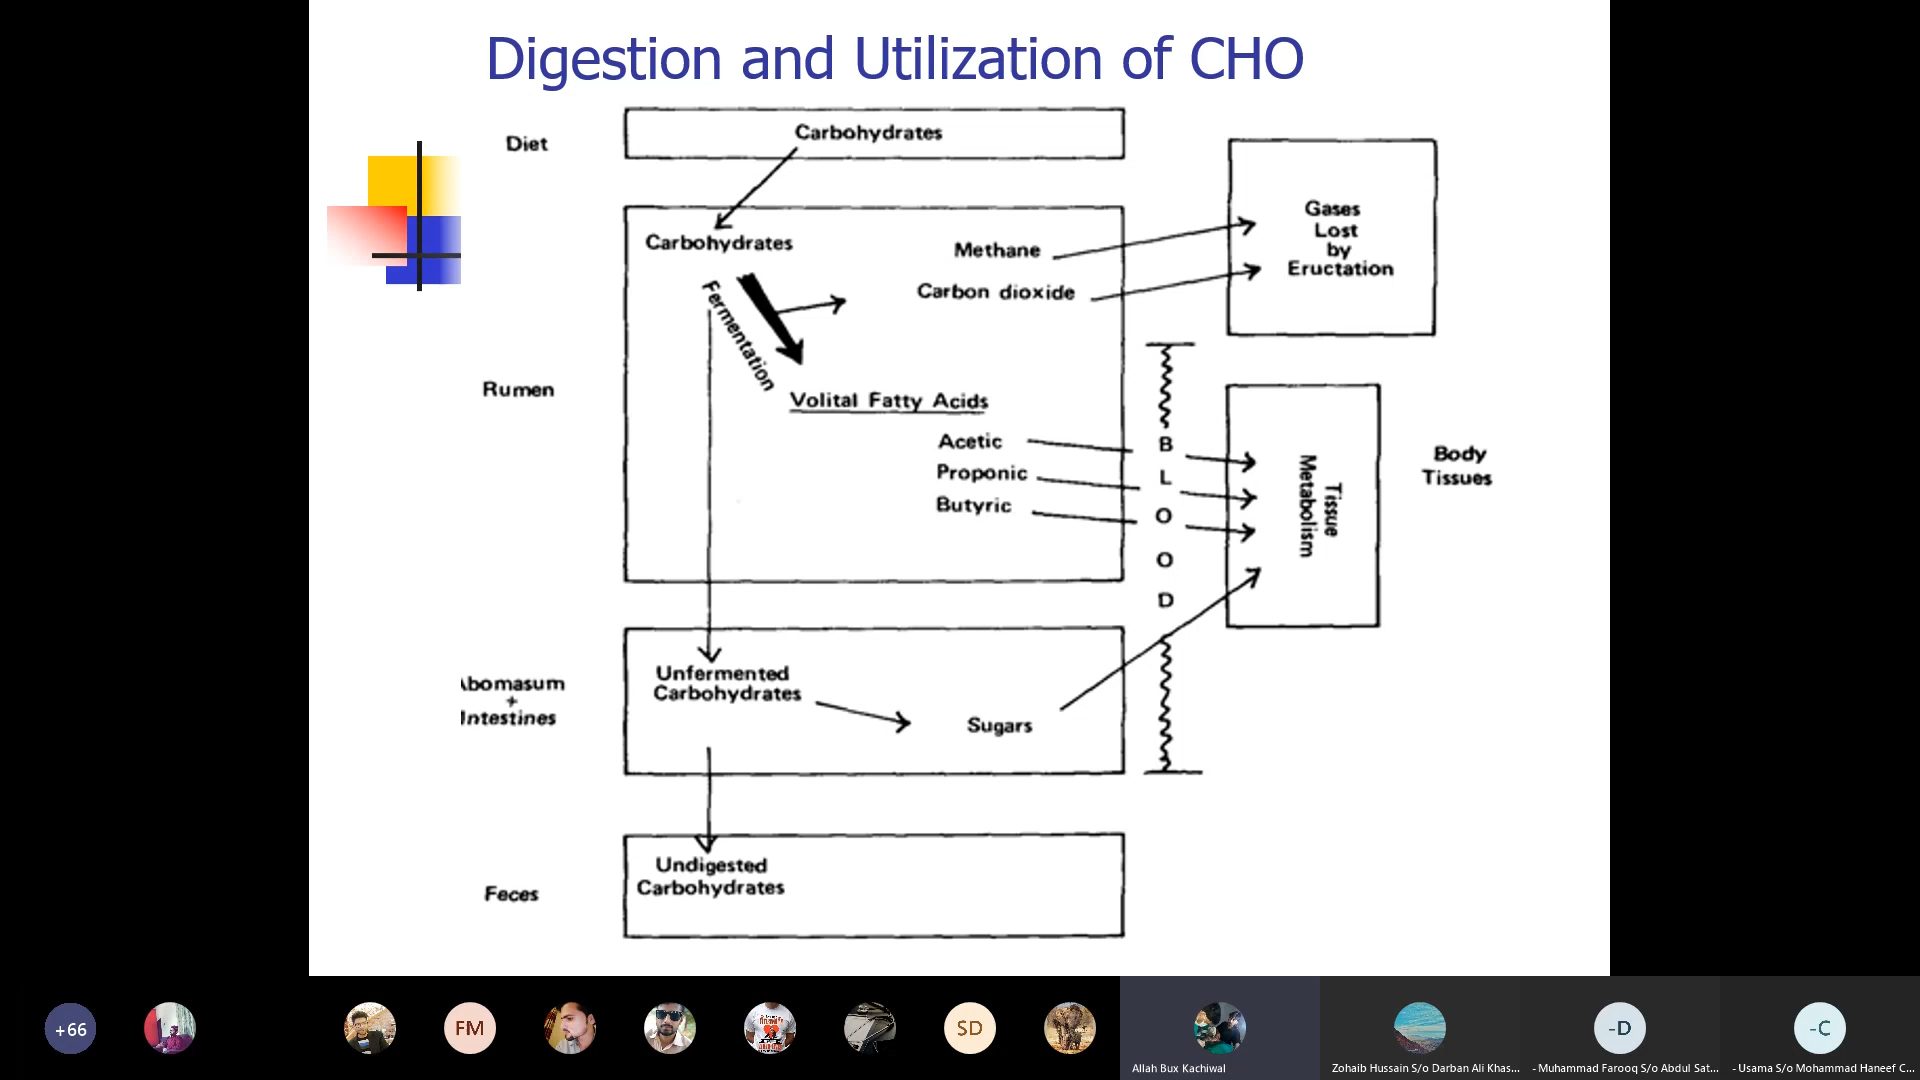 Digestion and Utilization of CHO
Diet
Carbohydrates
Carbohydrates
Methane
Carbon dioxide
Gases
Lost
by
Eructation
Fermentation
Rumen
Volital Fatty Acids
Acetic
Proponic
Butyric
BLOOD
Tissue
Metabolism
Body
Tissues
Abomasum
+
Intestines
Unfermented
Carbohydrates
Sugars
Feces
Undigested
Carbohydrates
+66
FM
SD
-D
-C
Allah Bux Kachiwal
Zohaib Hussain S/o Darban Ali Khas...
- Muhammad Farooq S/o Abdul Sat...
- Usama S/o Mohammad Haneef C...